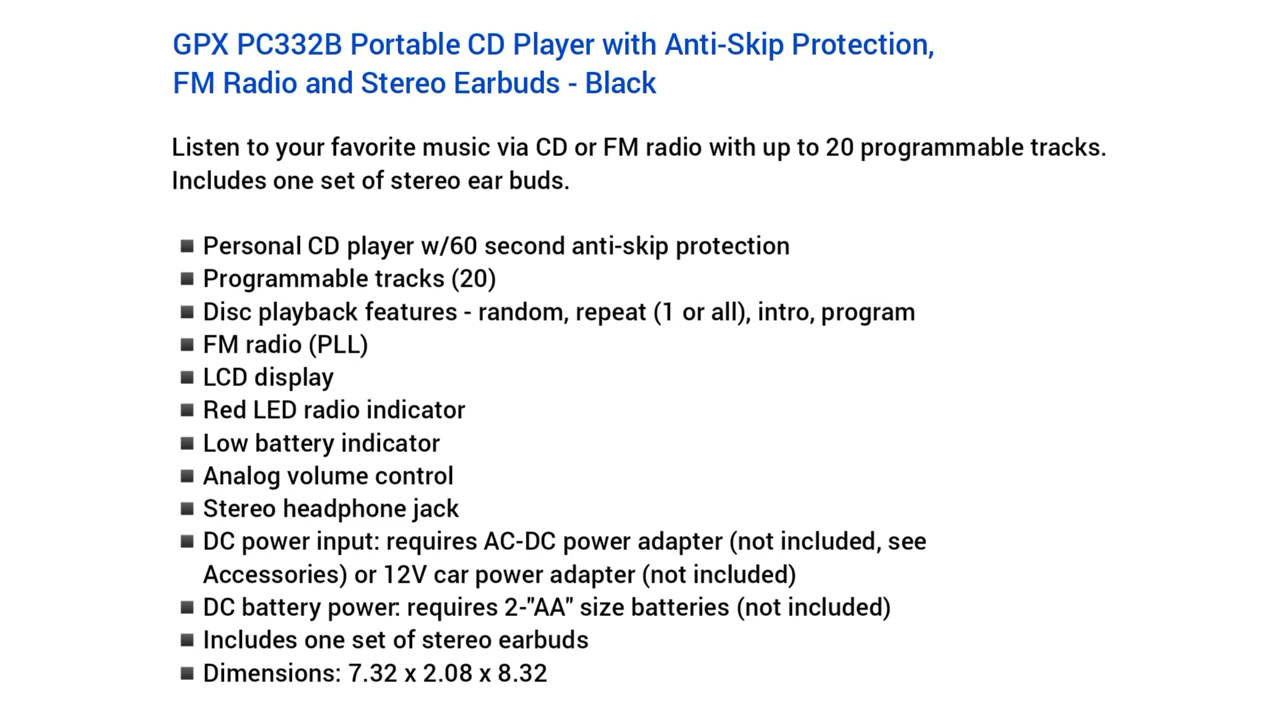 GPX PC332B Portable CD Player with Anti-Skip Protection,
FM Radio and Stereo Earbuds - Black
Listen to your favorite music via CD or FM radio with up to 20 programmable tracks.
Includes one set of stereo ear buds.
▪ Personal CD player w/60 second anti-skip protection
▪ Programmable tracks (20)
▪ Disc playback features - random, repeat (1 or all), intro, program
▪ FM radio (PLL)
▪ LCD display
▪ Red LED radio indicator
▪ Low battery indicator
▪ Analog volume control
▪ Stereo headphone jack
▪ DC power input: requires AC-DC power adapter (not included, see
Accessories) or 12V car power adapter (not included)
▪ DC battery power: requires 2-"AA" size batteries (not included)
▪ Includes one set of stereo earbuds
▪ Dimensions: 7.32 x 2.08 x 8.32